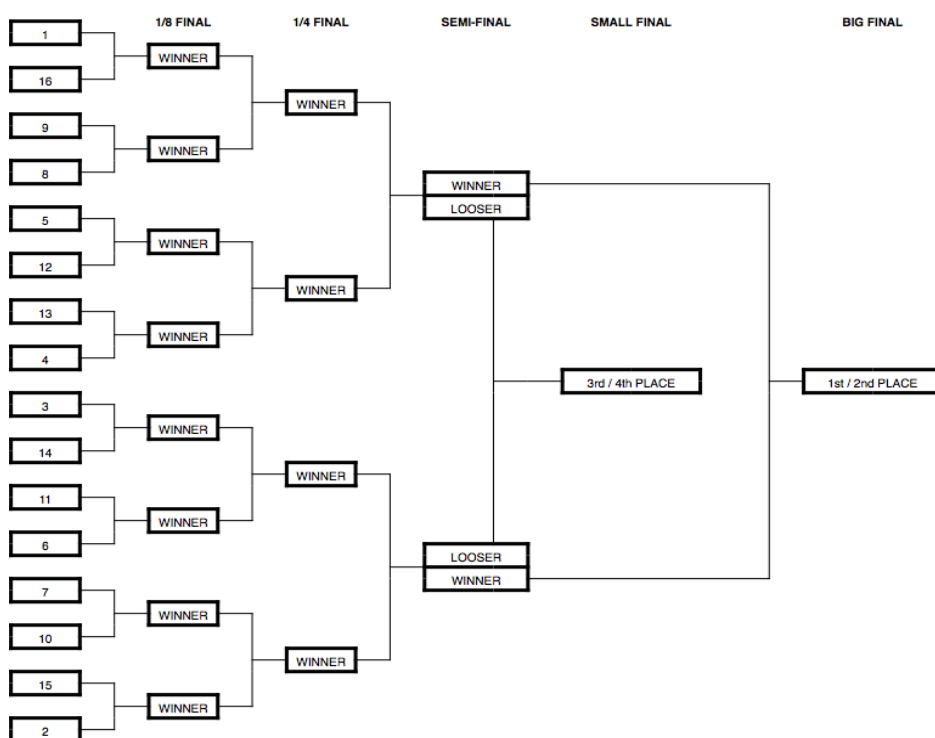 1/8 FINAL 1/4 FINAL SEMI-FINAL SMALL FINAL BIG FINAL
1
WINNER
16
WINNER
9
WINNER
8
WINNER
LOOSER
5
WINNER
12
WINNER
13
WINNER
4
3rd / 4th PLACE 1st / 2nd PLACE
3
WINNER
14
WINNER
11
WINNER
6
LOOSER
WINNER
7
WINNER
10
WINNER
15
WINNER
2